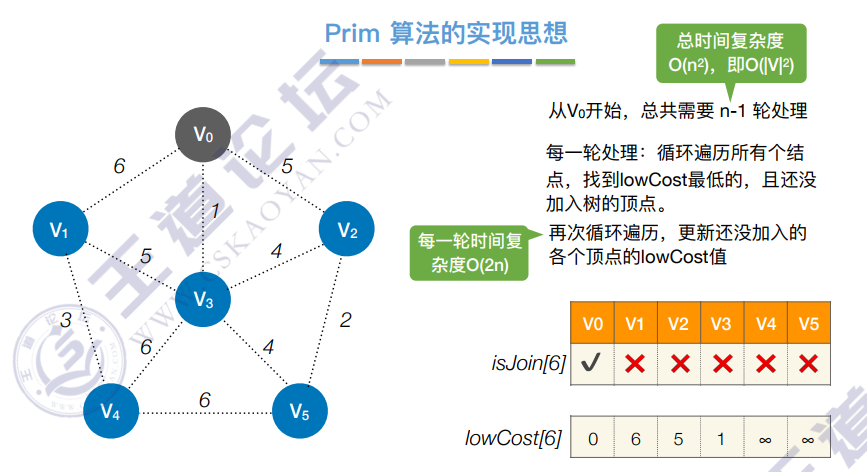 Prim 算法的实现思想
总时间复杂度
O(n²)，即O(|V|²)
从V₀开始，总共需要 n-1 轮处理
每一轮处理：循环遍历所有个结
点，找到lowCost最低的，且还没
加入树的顶点。
再次循环遍历，更新还没加入的
各个顶点的lowCost值
每一轮时间复
杂度O(2n)
V₀
6
5
1
V₁
V₂
5
4
V₃
3
6
4
2
V₄
6
V₅
V0 V1 V2 V3 V4 V5
isJoin[6] ✔ ✖ ✖ ✖ ✖ ✖
lowCost[6] 0 6 5 1 ∞ ∞
王道论坛
WWW.CSKAOYAN.COM